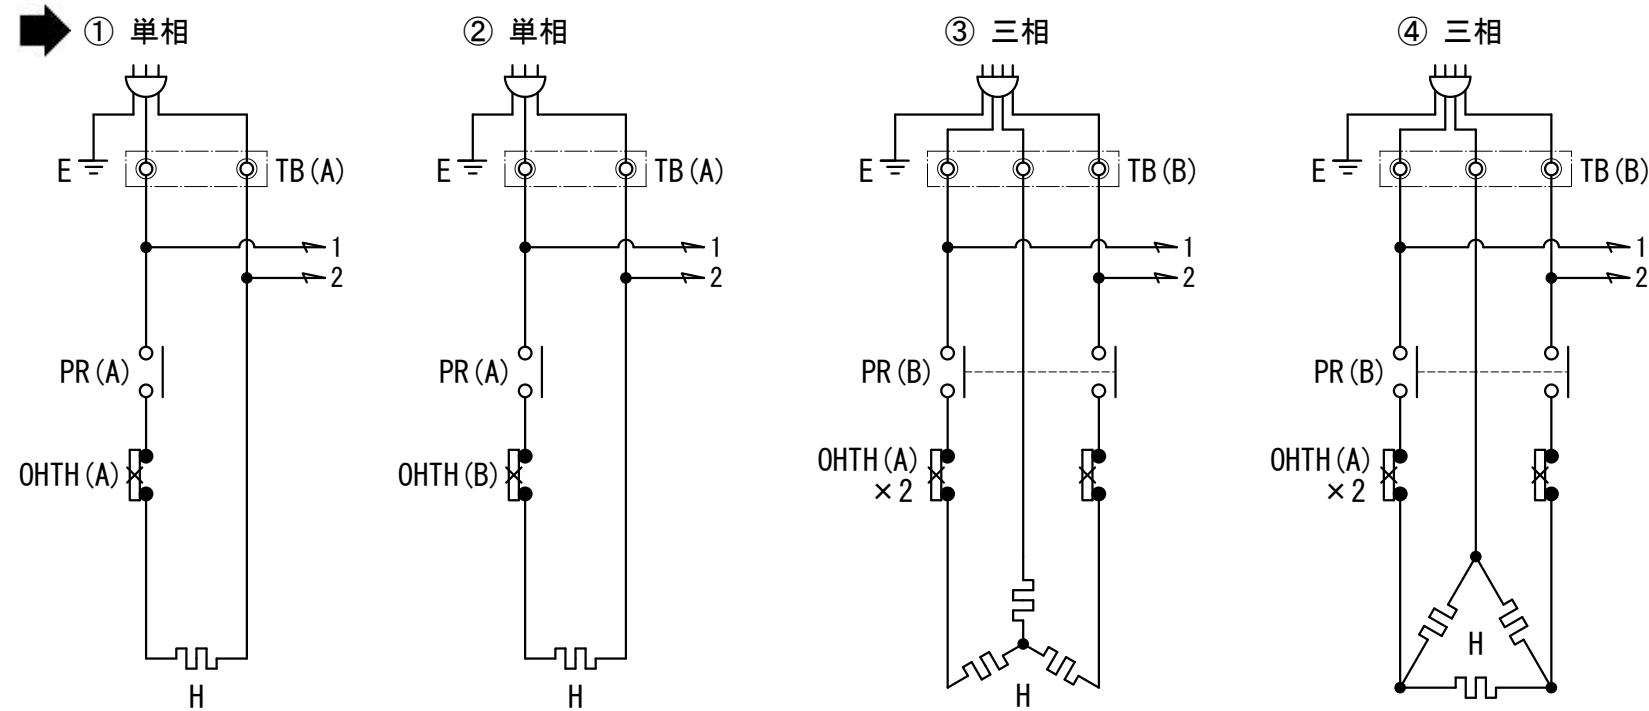 ① 単相
② 単相
③ 三相
④ 三相
E
TB(A)
E
TB(A)
E
TB(B)
E
TB(B)
1
1
1
1
2
2
2
2
PR(A)
PR(A)
PR(B)
PR(B)
OHTH(A)
OHTH(B)
OHTH(A)
×2
OHTH(A)
×2
H
H
H
H